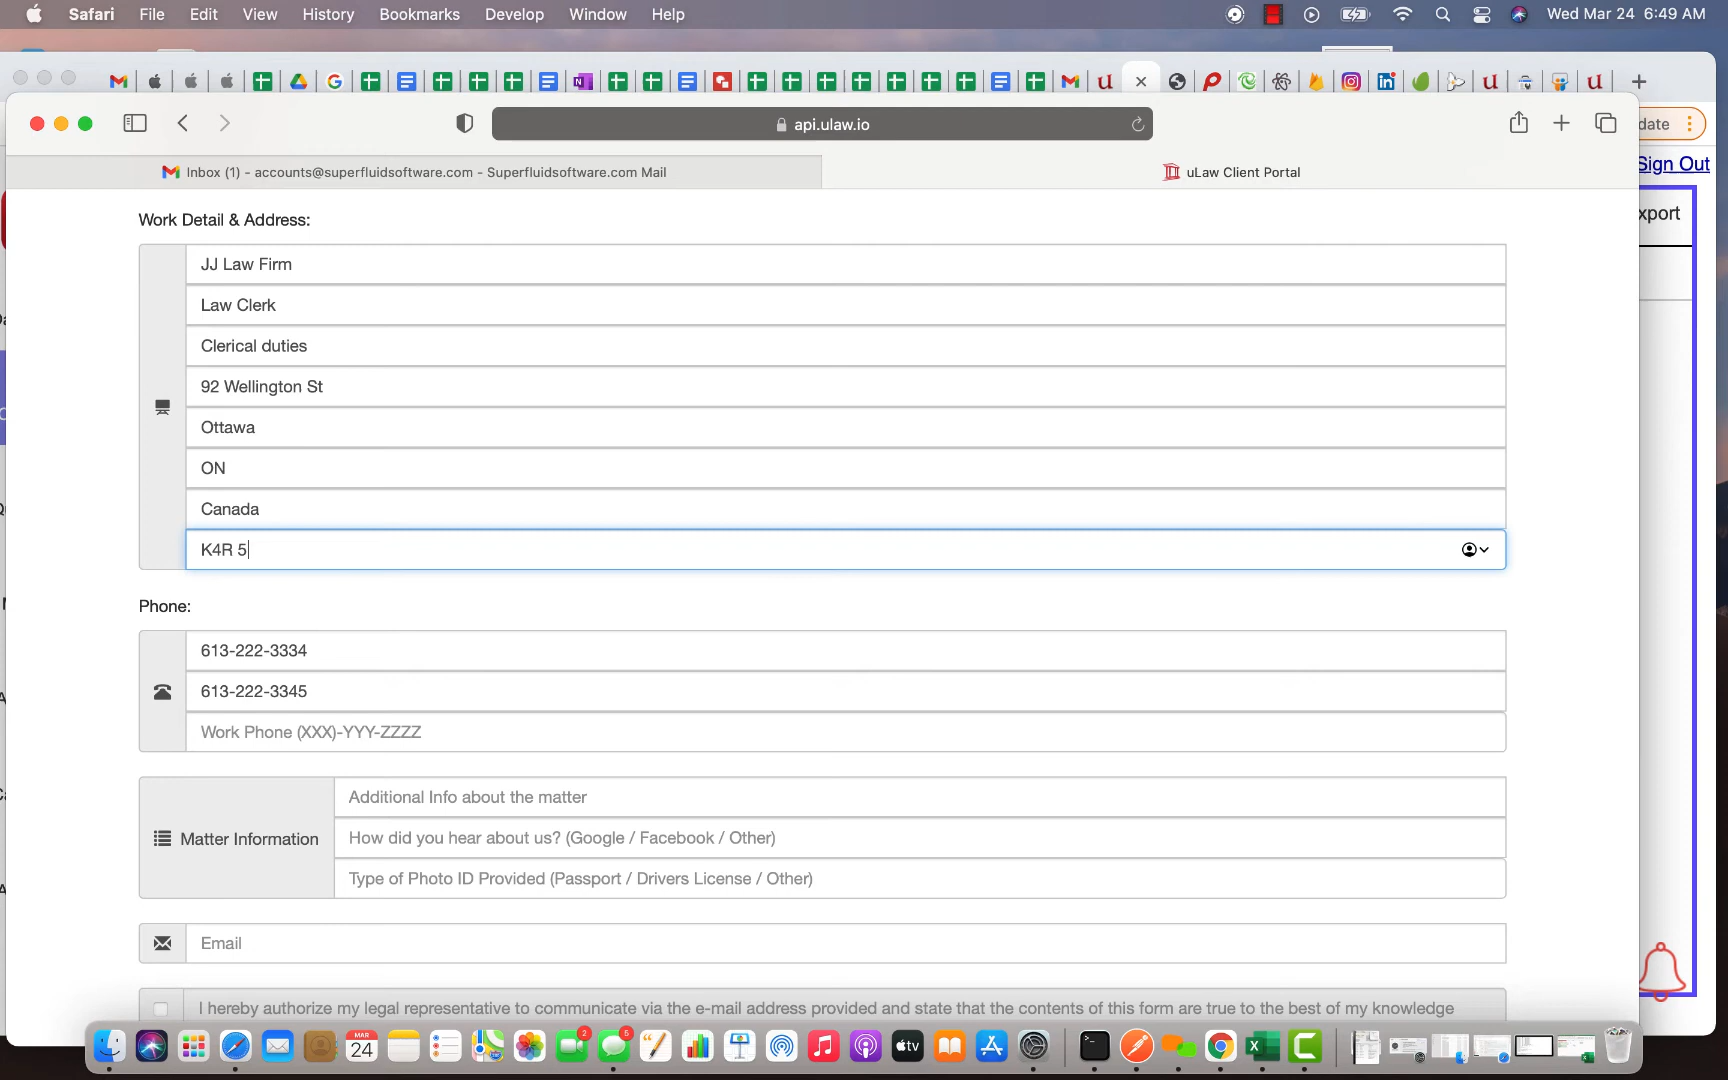 Safari File Edit View History Bookmarks Develop Window Help
Wed Mar 24 6:49 AM
api.ulaw.io
date
Inbox (1) - accounts@superfluidsoftware.com - Superfluidsoftware.com Mail
uLaw Client Portal
Sign Out
xport
Work Detail & Address:
JJ Law Firm
Law Clerk
Clerical duties
92 Wellington St
Ottawa
ON
Canada
K4R 5
Phone:
613-222-3334
613-222-3345
Work Phone (XXX)-YYY-ZZZZ
Matter Information
Additional Info about the matter
How did you hear about us? (Google / Facebook / Other)
Type of Photo ID Provided (Passport / Drivers License / Other)
Email
I hereby authorize my legal representative to communicate via the e-mail address provided and state that the contents of this form are true to the best of my knowledge
MAR
24
2
5
tv